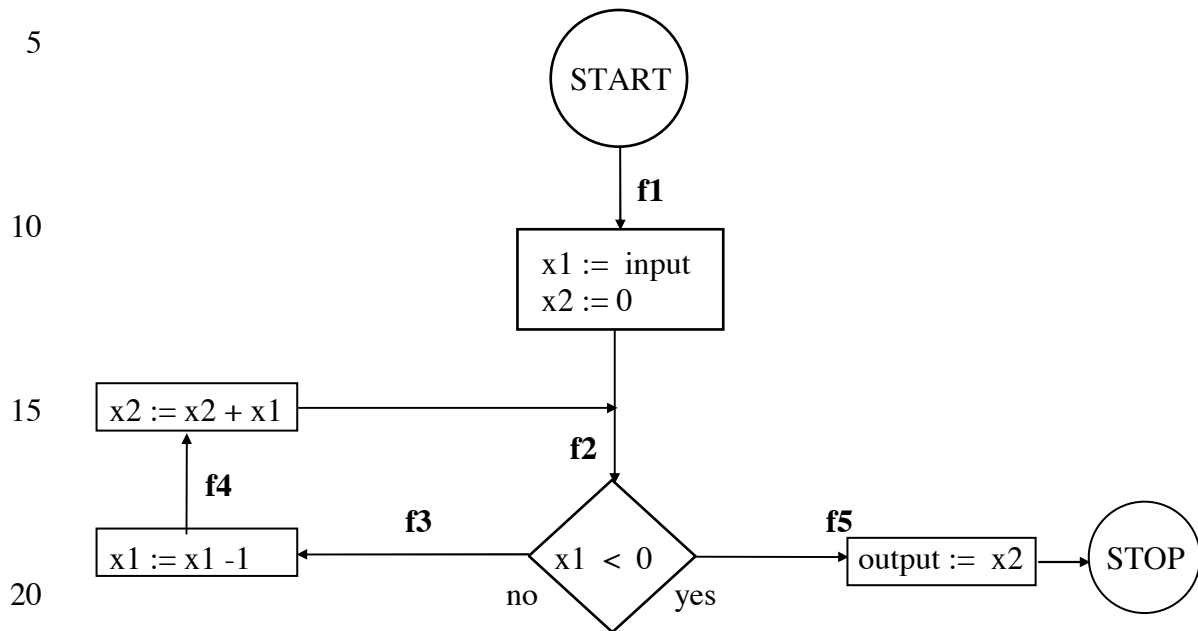 5
START
f1
10
x1 := input
x2 := 0
15
x2 := x2 + x1
f2
f4
f3
f5
x1 := x1 -1
x1 < 0
output := x2
STOP
no
yes
20